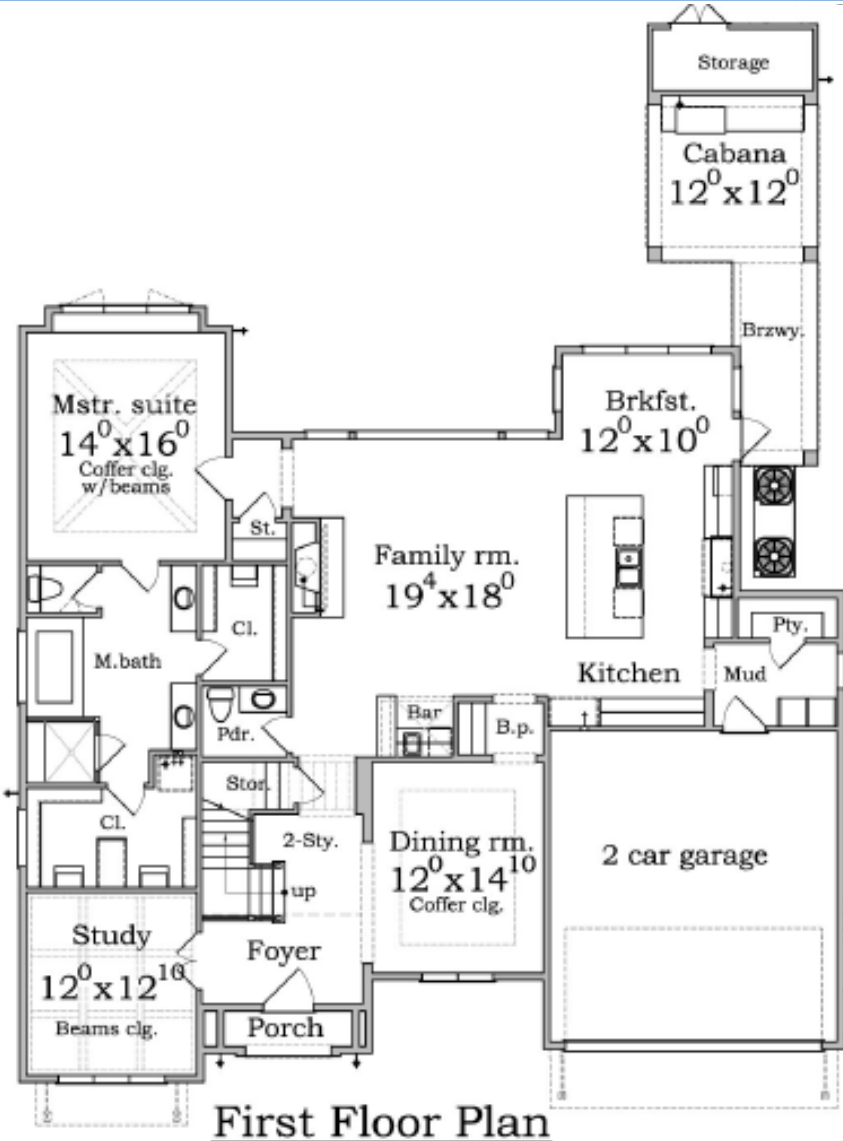 Storage
Cabana
12⁰x12⁰
Brzwy.
Mstr. suite
14⁰x16⁰
Coffer clg.
w/beams
Brkfst.
12⁰x10⁰
St.
Family rm.
19⁴x18⁰
Cl.
Pty.
M.bath
Kitchen
Mud
Bar
B.p.
Pdr.
Stor.
Cl.
2-Sty.
Dining rm.
12⁰x14¹⁰
Coffer clg.
2 car garage
up
Study
12⁰x12¹⁰
Beams clg.
Foyer
Porch
First Floor Plan